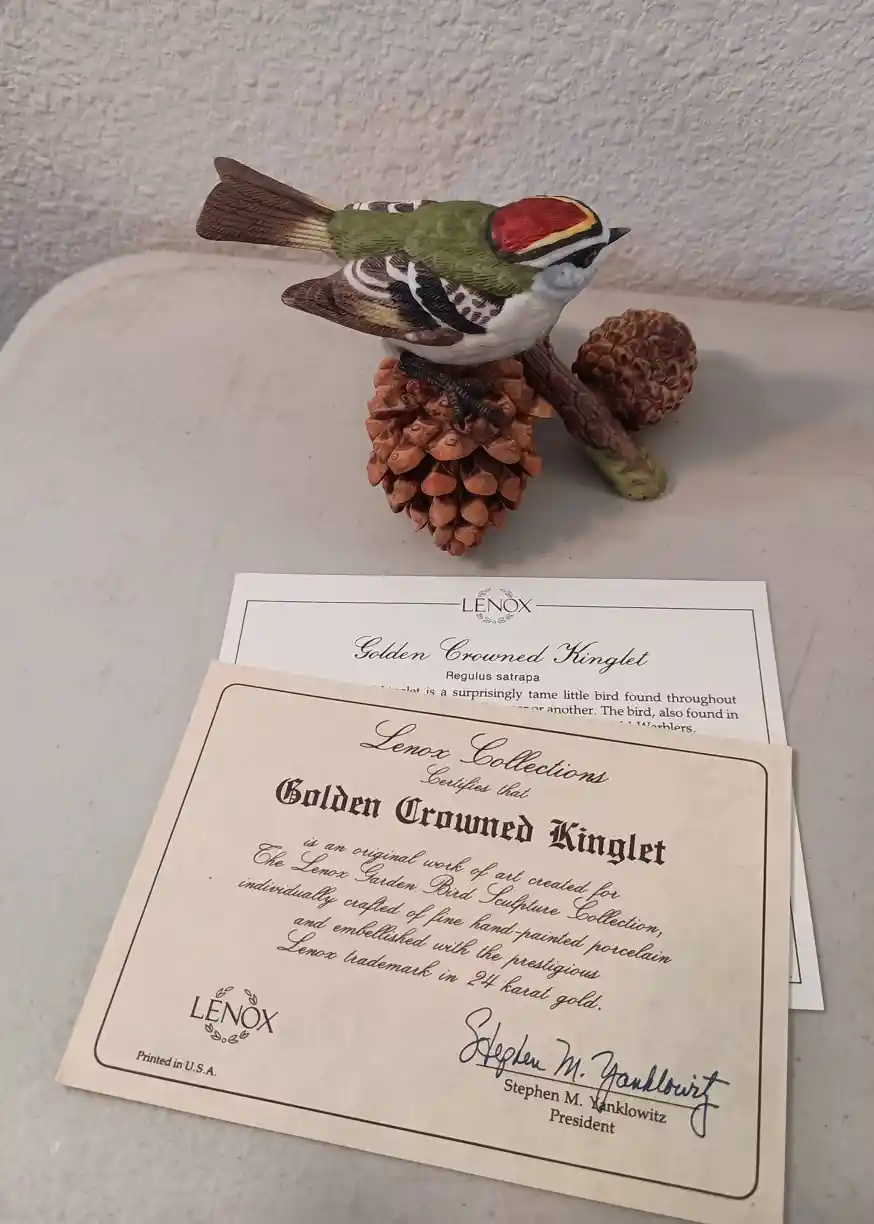 LENOX
Golden Crowned Kinglet
Regulus satrapa
is a surprisingly tame little bird found throughout
or another. The bird, also found in
Warblers.
Lenox Collections
Certifies that
Golden Crowned Kinglet
is an original work of art created for
The Lenox Garden Bird Sculpture Collection,
individually crafted of fine hand-painted porcelain
and embellished with the prestigious
Lenox trademark in 24 karat gold.
LENOX
Printed in U.S.A.
Stephen M. Yanklowitz
Stephen M. Yanklowitz
President